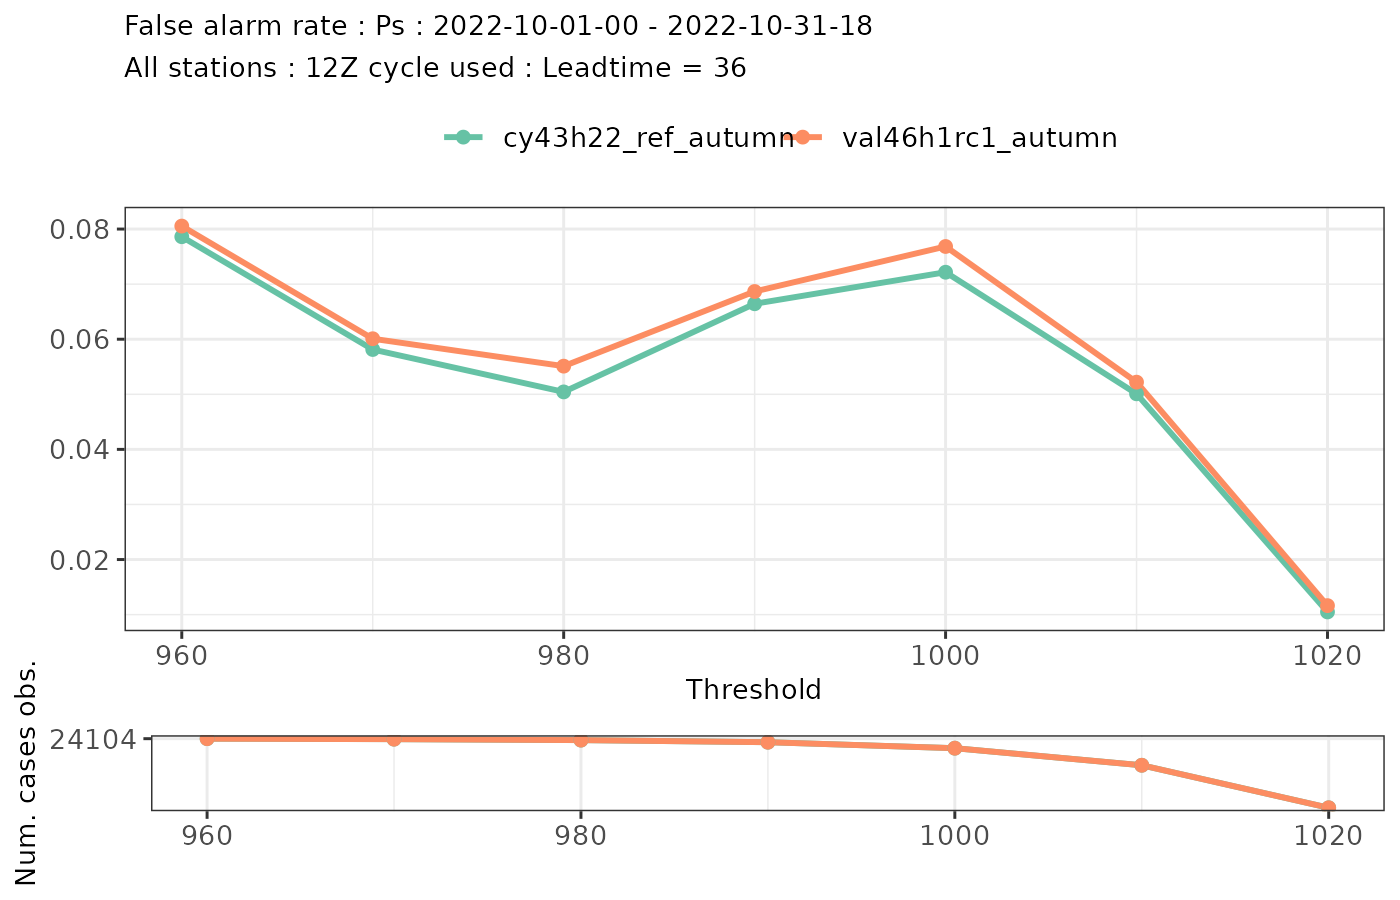 False alarm rate : Ps : 2022-10-01-00 - 2022-10-31-18
All stations : 12Z cycle used : Leadtime = 36
cy43h22_ref_autumn val46h1rc1_autumn
0.08
0.06
0.04
0.02
960 980 1000 1020
Threshold
Num. cases obs.
24104
960 980 1000 1020